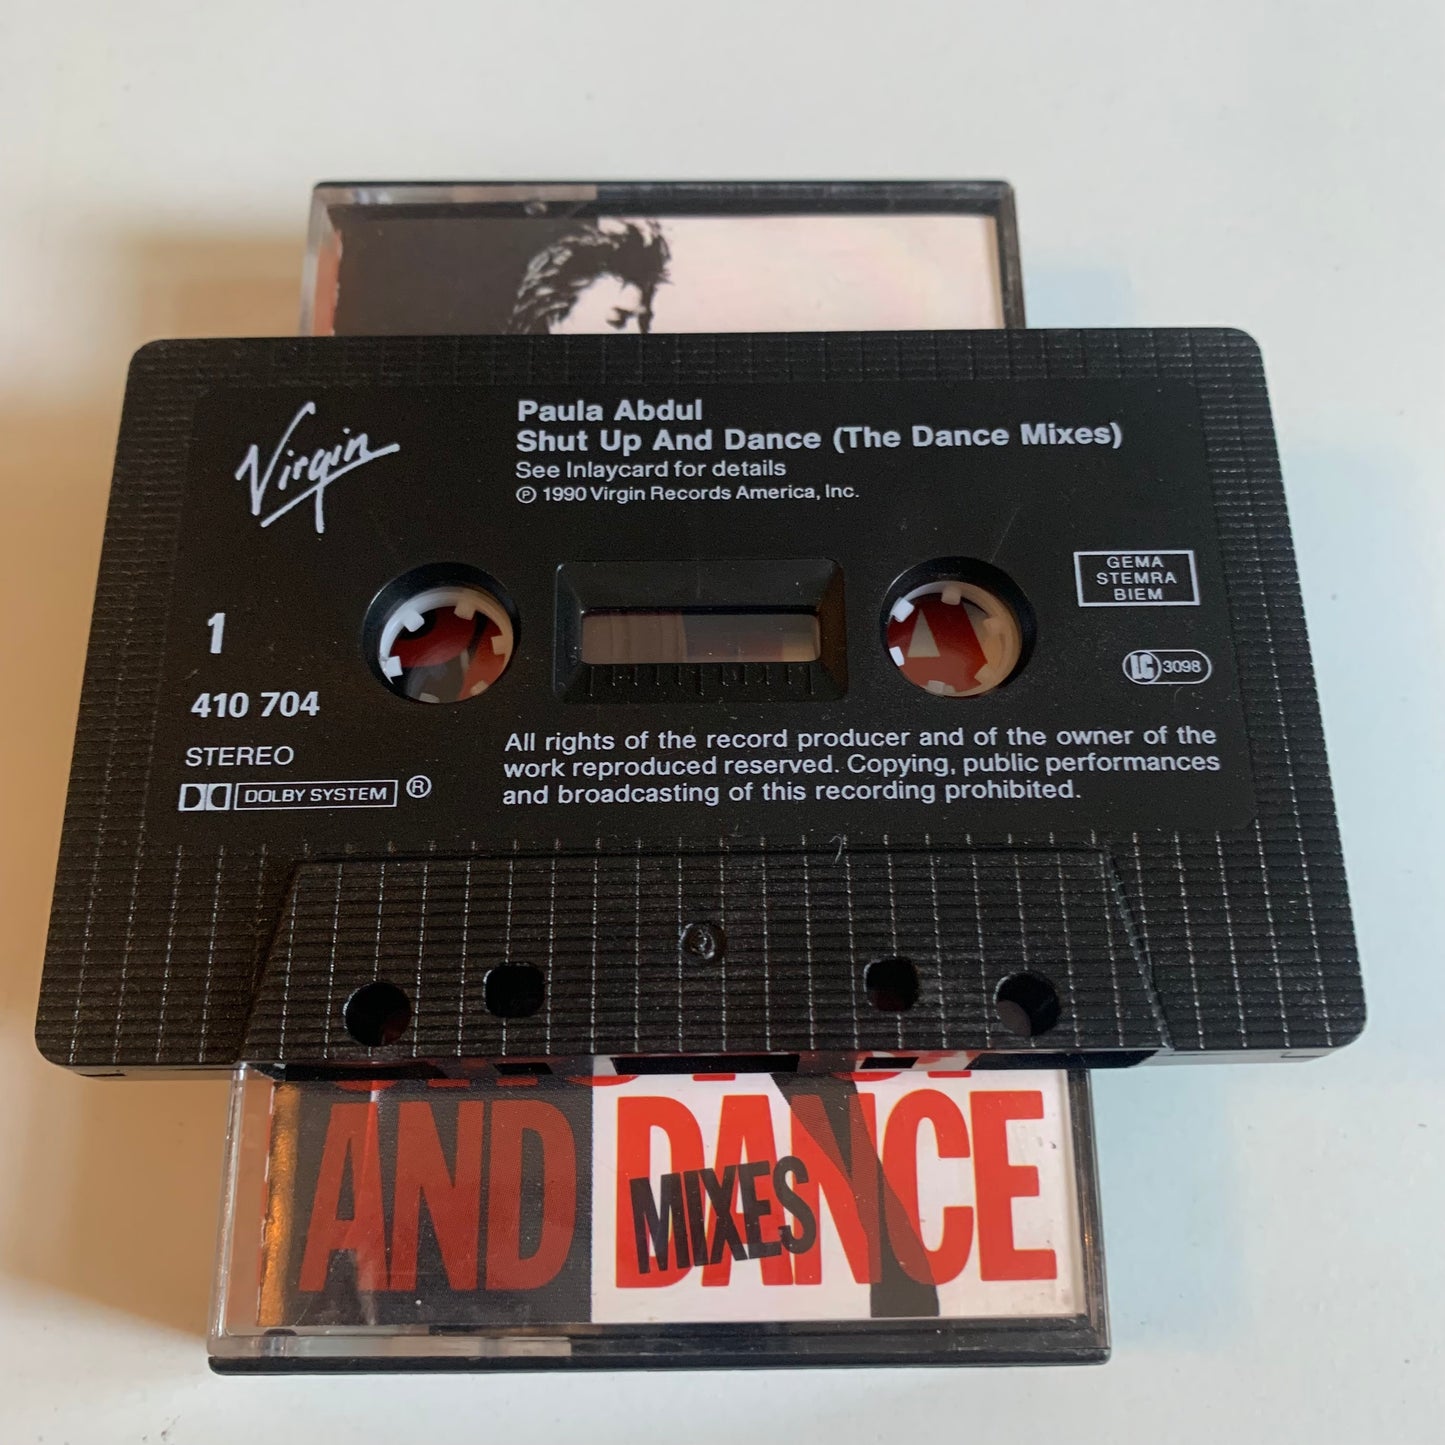 Virgin
Paula Abdul
Shut Up And Dance (The Dance Mixes)
See Inlaycard for details
℗ 1990 Virgin Records America, Inc.
GEMA
STEMRA
BIEM
1
LC 3098
410 704
STEREO
DOLBY SYSTEM ®
All rights of the record producer and of the owner of the
work reproduced reserved. Copying, public performances
and broadcasting of this recording prohibited.
AND DANCE
MIXES